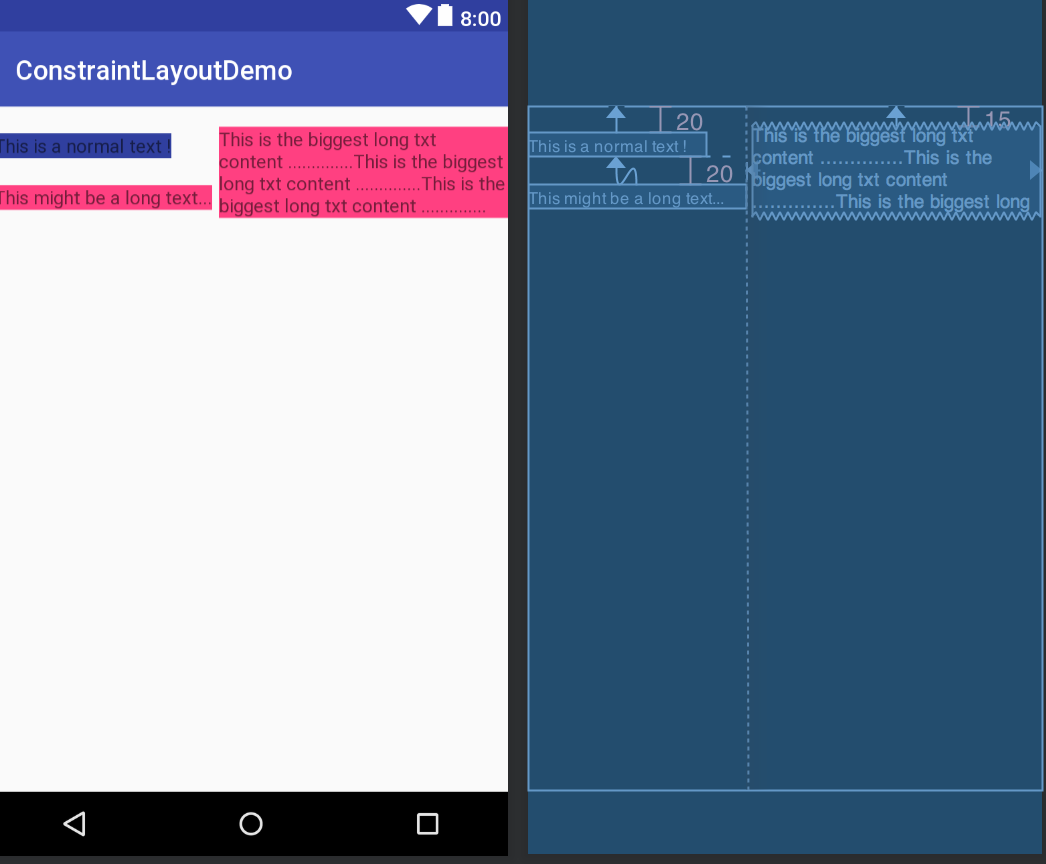 8:00
ConstraintLayoutDemo
This is a normal text !
This might be a long text...
This is the biggest long txt
content ..............This is the biggest
long txt content ..............This is the
biggest long txt content ..............
20
15
This is a normal text !
20
This might be a long text...
This is the biggest long txt
content ..............This is the
biggest long txt content
..............This is the biggest long